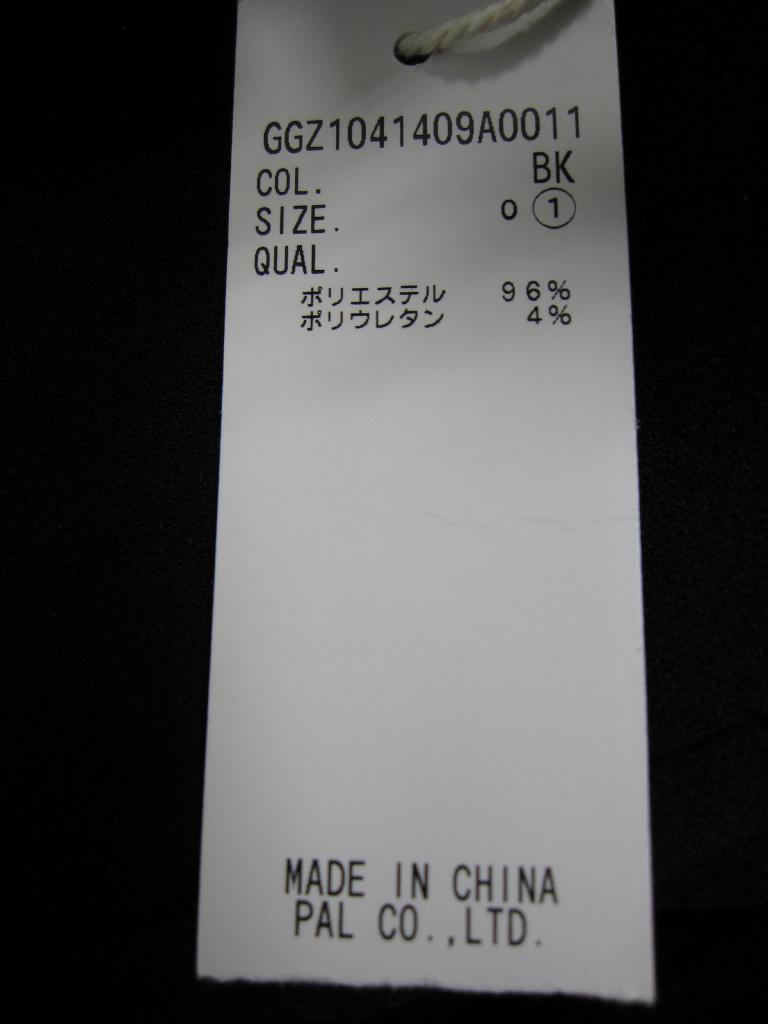 GGZ1041409A0011
COL. BK
SIZE. 0 ①
QUAL.
ポリエステル 96%
ポリウレタン 4%
MADE IN CHINA
PAL CO.,LTD.